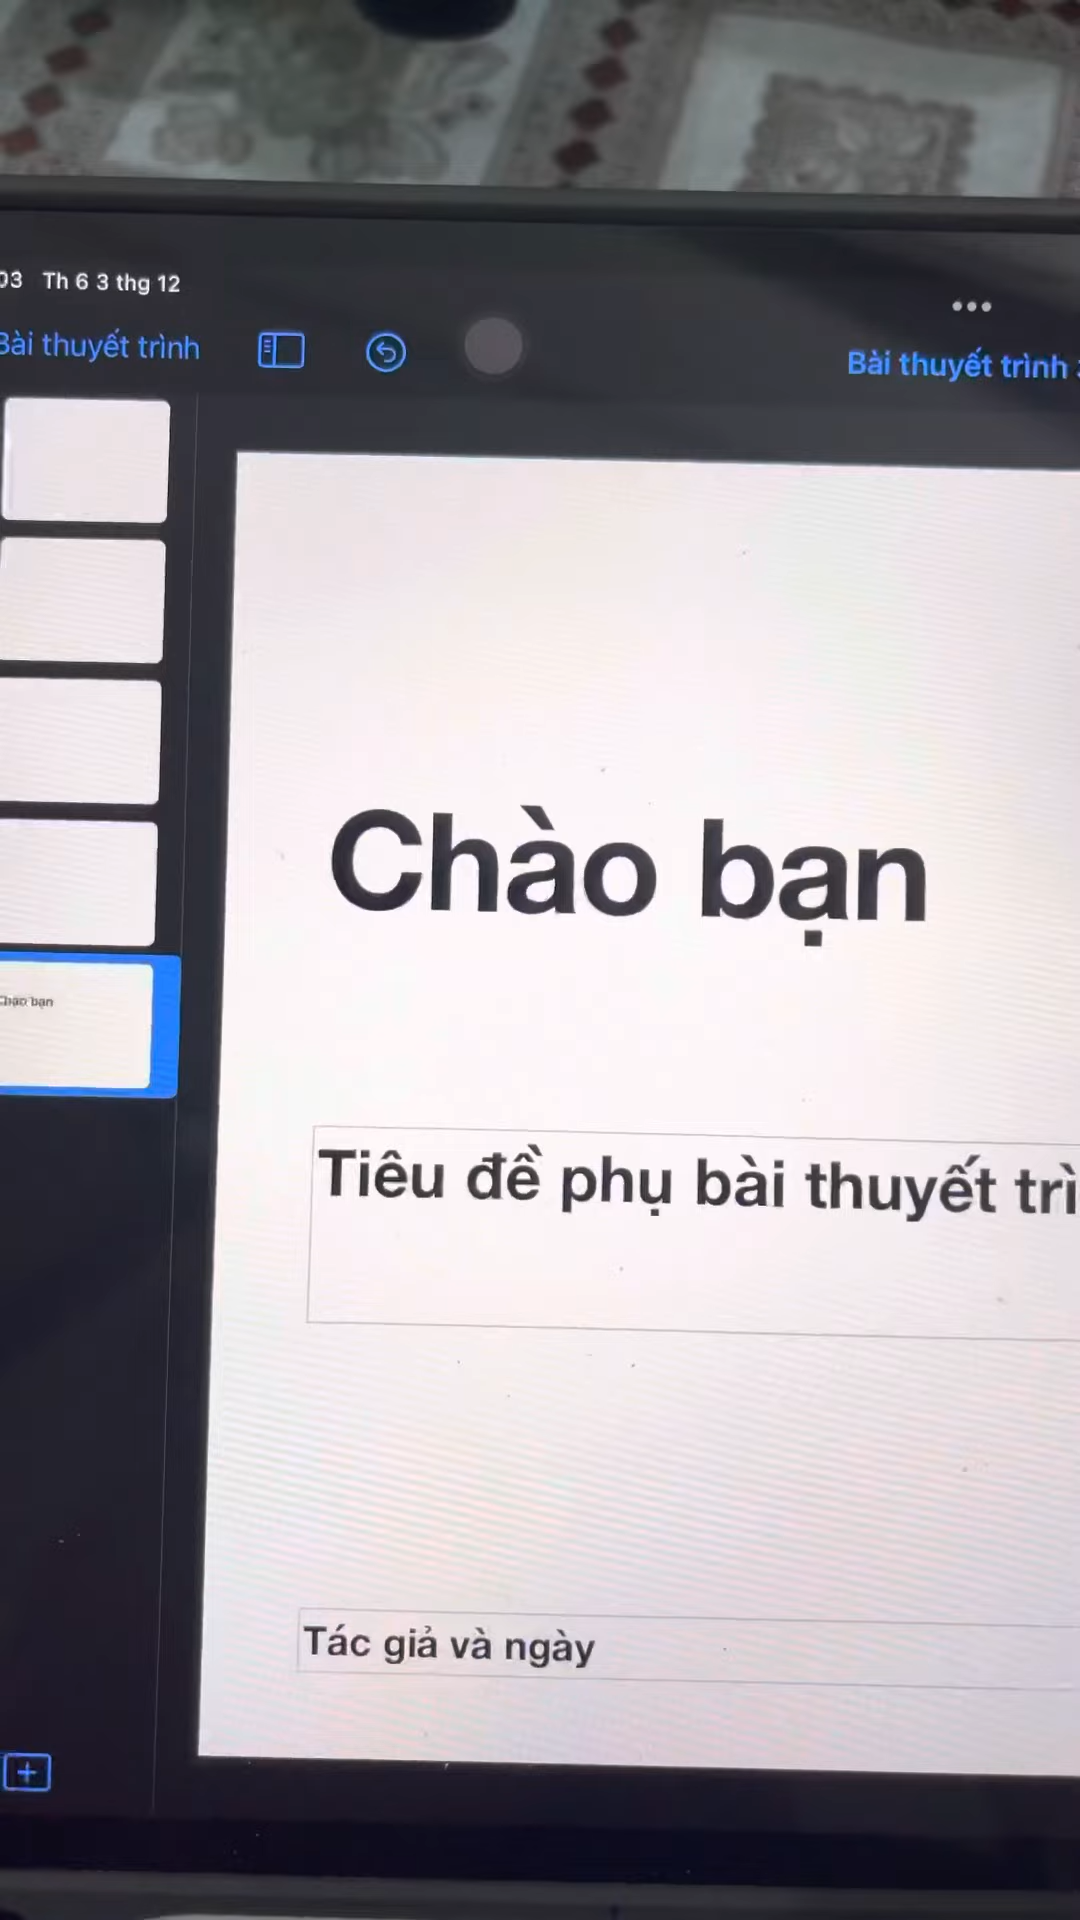 03 Th 6 3 thg 12
Bài thuyết trình
Bài thuyết trình
Chào bạn
Chào bạn
Tiêu đề phụ bài thuyết trì
Tác giả và ngày